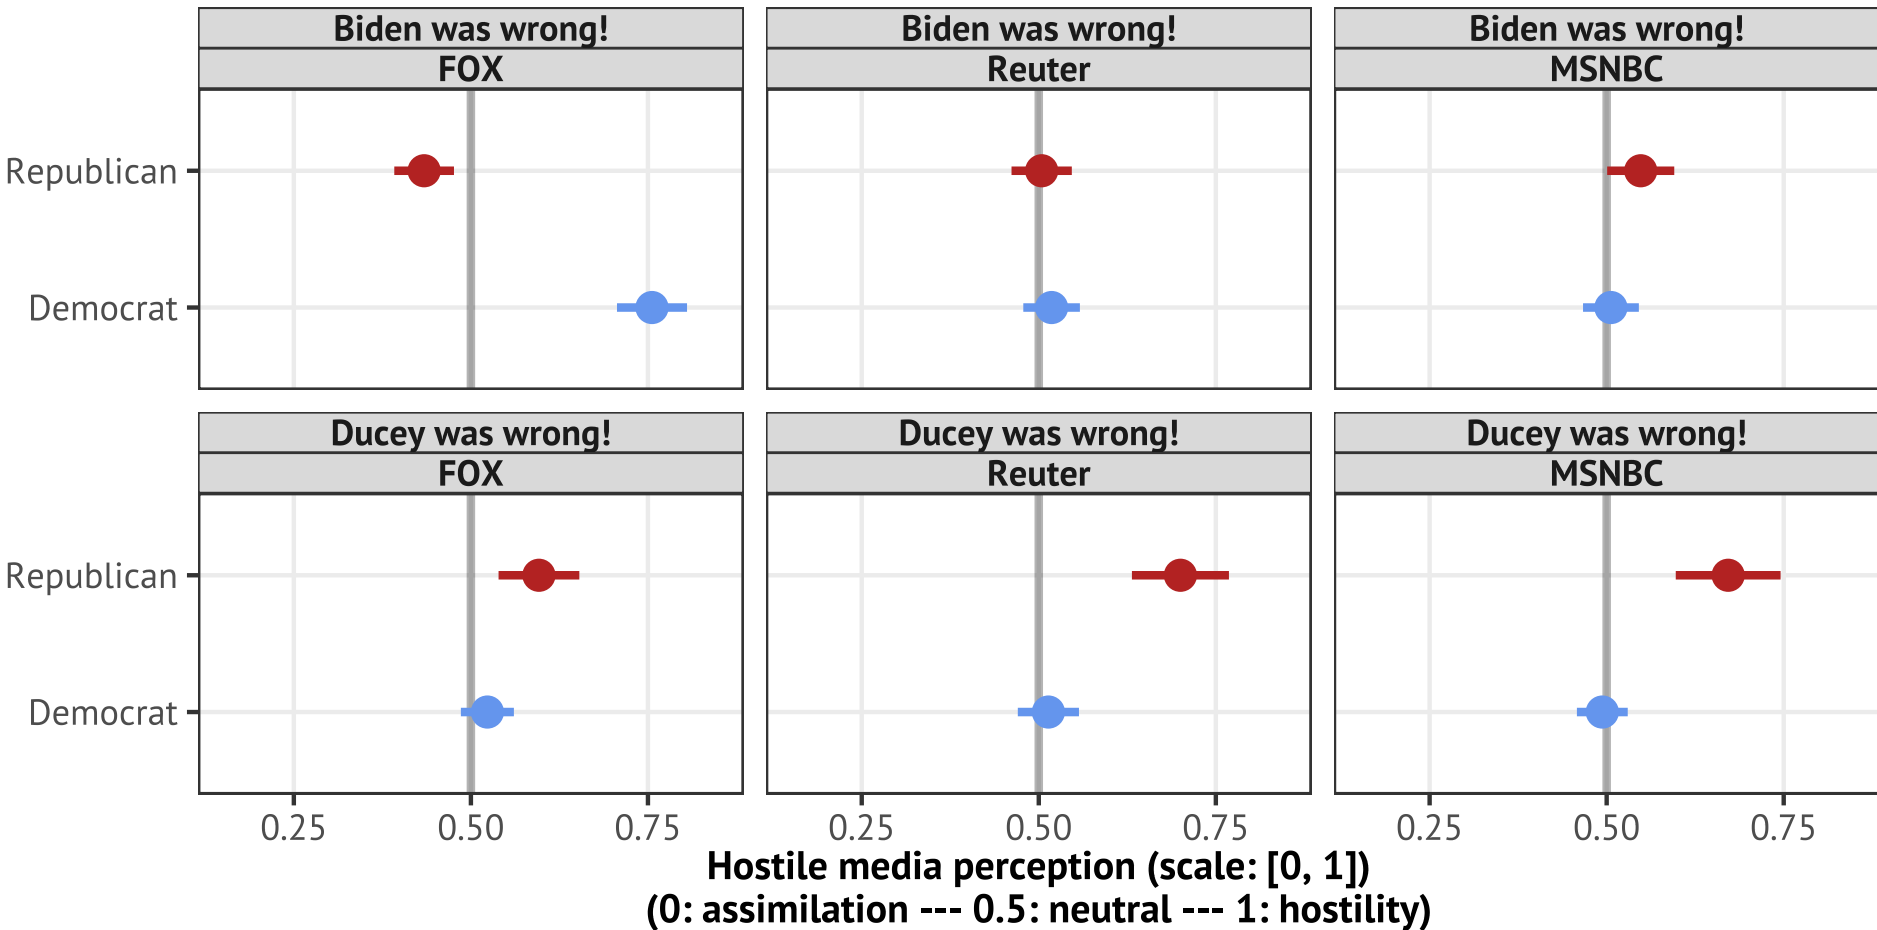 Biden was wrong! Biden was wrong! Biden was wrong!
FOX Reuter MSNBC
Republican
Democrat
Ducey was wrong! Ducey was wrong! Ducey was wrong!
FOX Reuter MSNBC
Republican
Democrat
0.25 0.50 0.75 0.25 0.50 0.75 0.25 0.50 0.75
Hostile media perception (scale: [0, 1])
(0: assimilation --- 0.5: neutral --- 1: hostility)